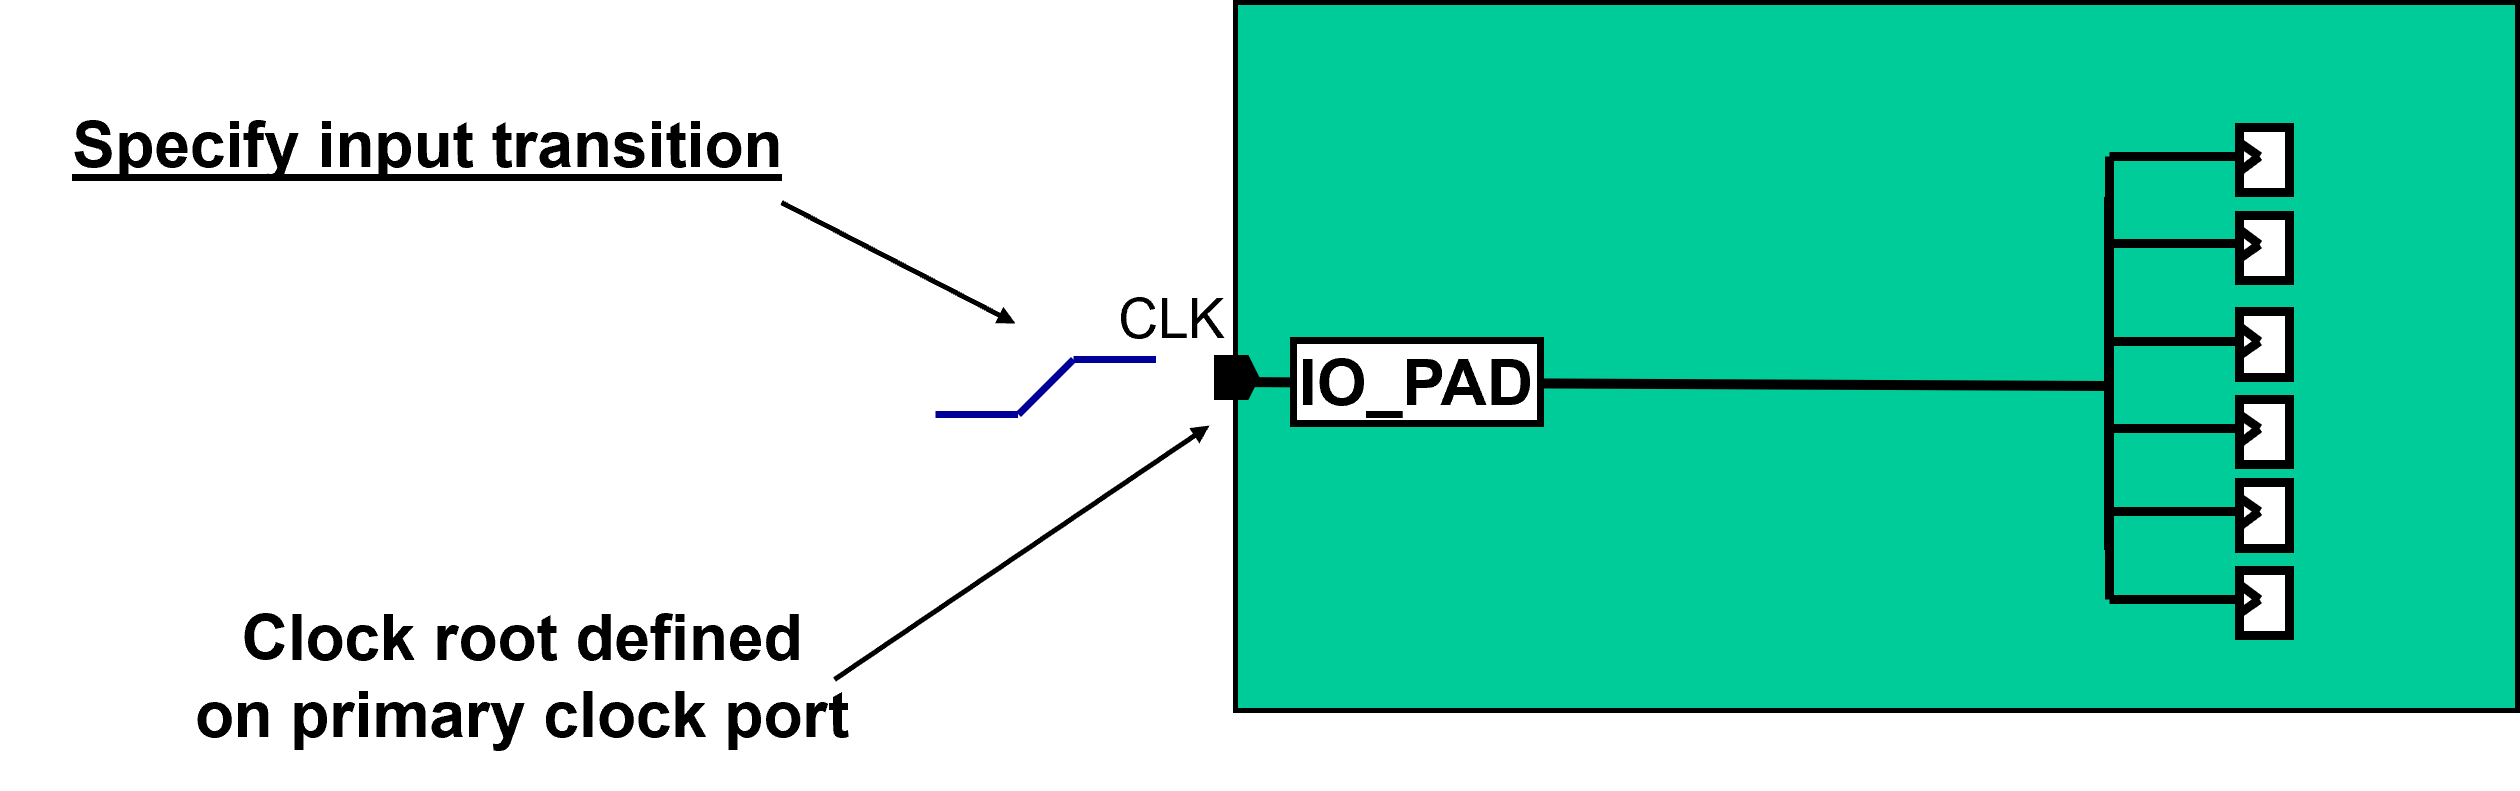 Specify input transition
CLK
IO_PAD
Clock root defined
on primary clock port